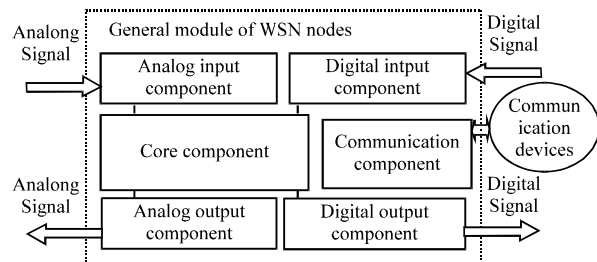 Analong
Signal
General module of WSN nodes
Digital
Signal
Analog input
component
Digital intput
component
Commun
ication
devices
Core component
Communication
component
Analong
Signal
Analog output
component
Digital output
component
Digital
Signal